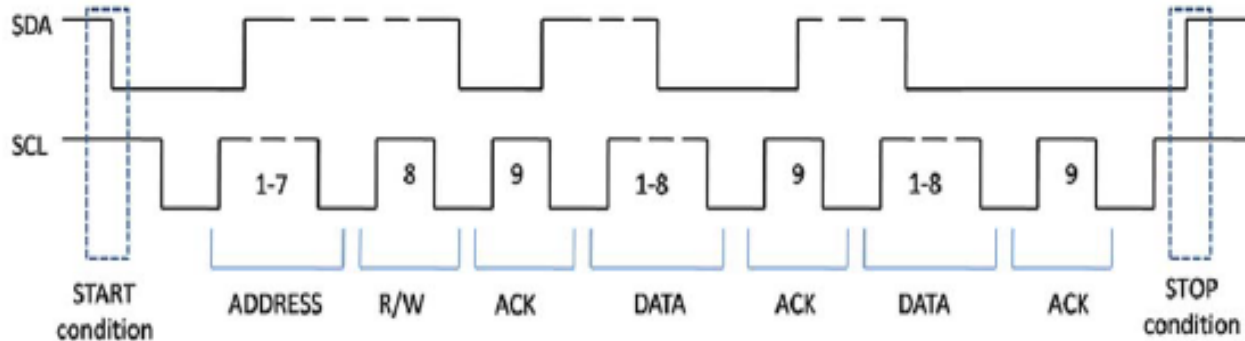 SDA
SCL
1-7 8 9 1-8 9 1-8 9
START condition
ADDRESS R/W ACK DATA ACK DATA ACK
STOP condition